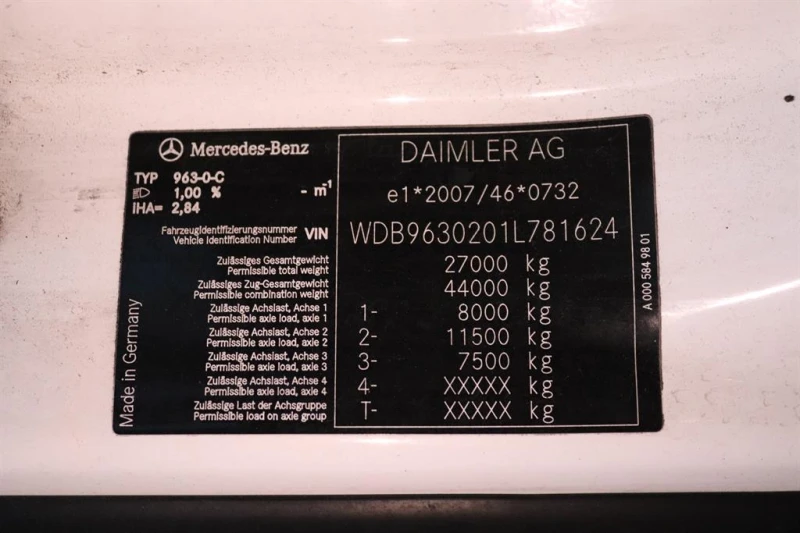 Mercedes-Benz
DAIMLER AG
TYP 963-0-C
1,00 % - m-1
IHA= 2,84
e1*2007/46*0732
Fahrzeugidentifizierungsnummer
Vehicle Identification Number VIN WDB9630201L781624
Zulässiges Gesamtgewicht
Permissible total weight 27000 kg
Zulässiges Zug-Gesamtgewicht
Permissible combination weight 44000 kg
Zulässige Achslast, Achse 1
Permissible axle load, axle 1 1- 8000 kg
Zulässige Achslast, Achse 2
Permissible axle load, axle 2 2- 11500 kg
Zulässige Achslast, Achse 3
Permissible axle load, axle 3 3- 7500 kg
Zulässige Achslast, Achse 4
Permissible axle load, axle 4 4- XXXXX kg
Zulässige Last der Achsgruppe
Permissible load on axle group T- XXXXX kg
Made in Germany
A 000 584 98 01